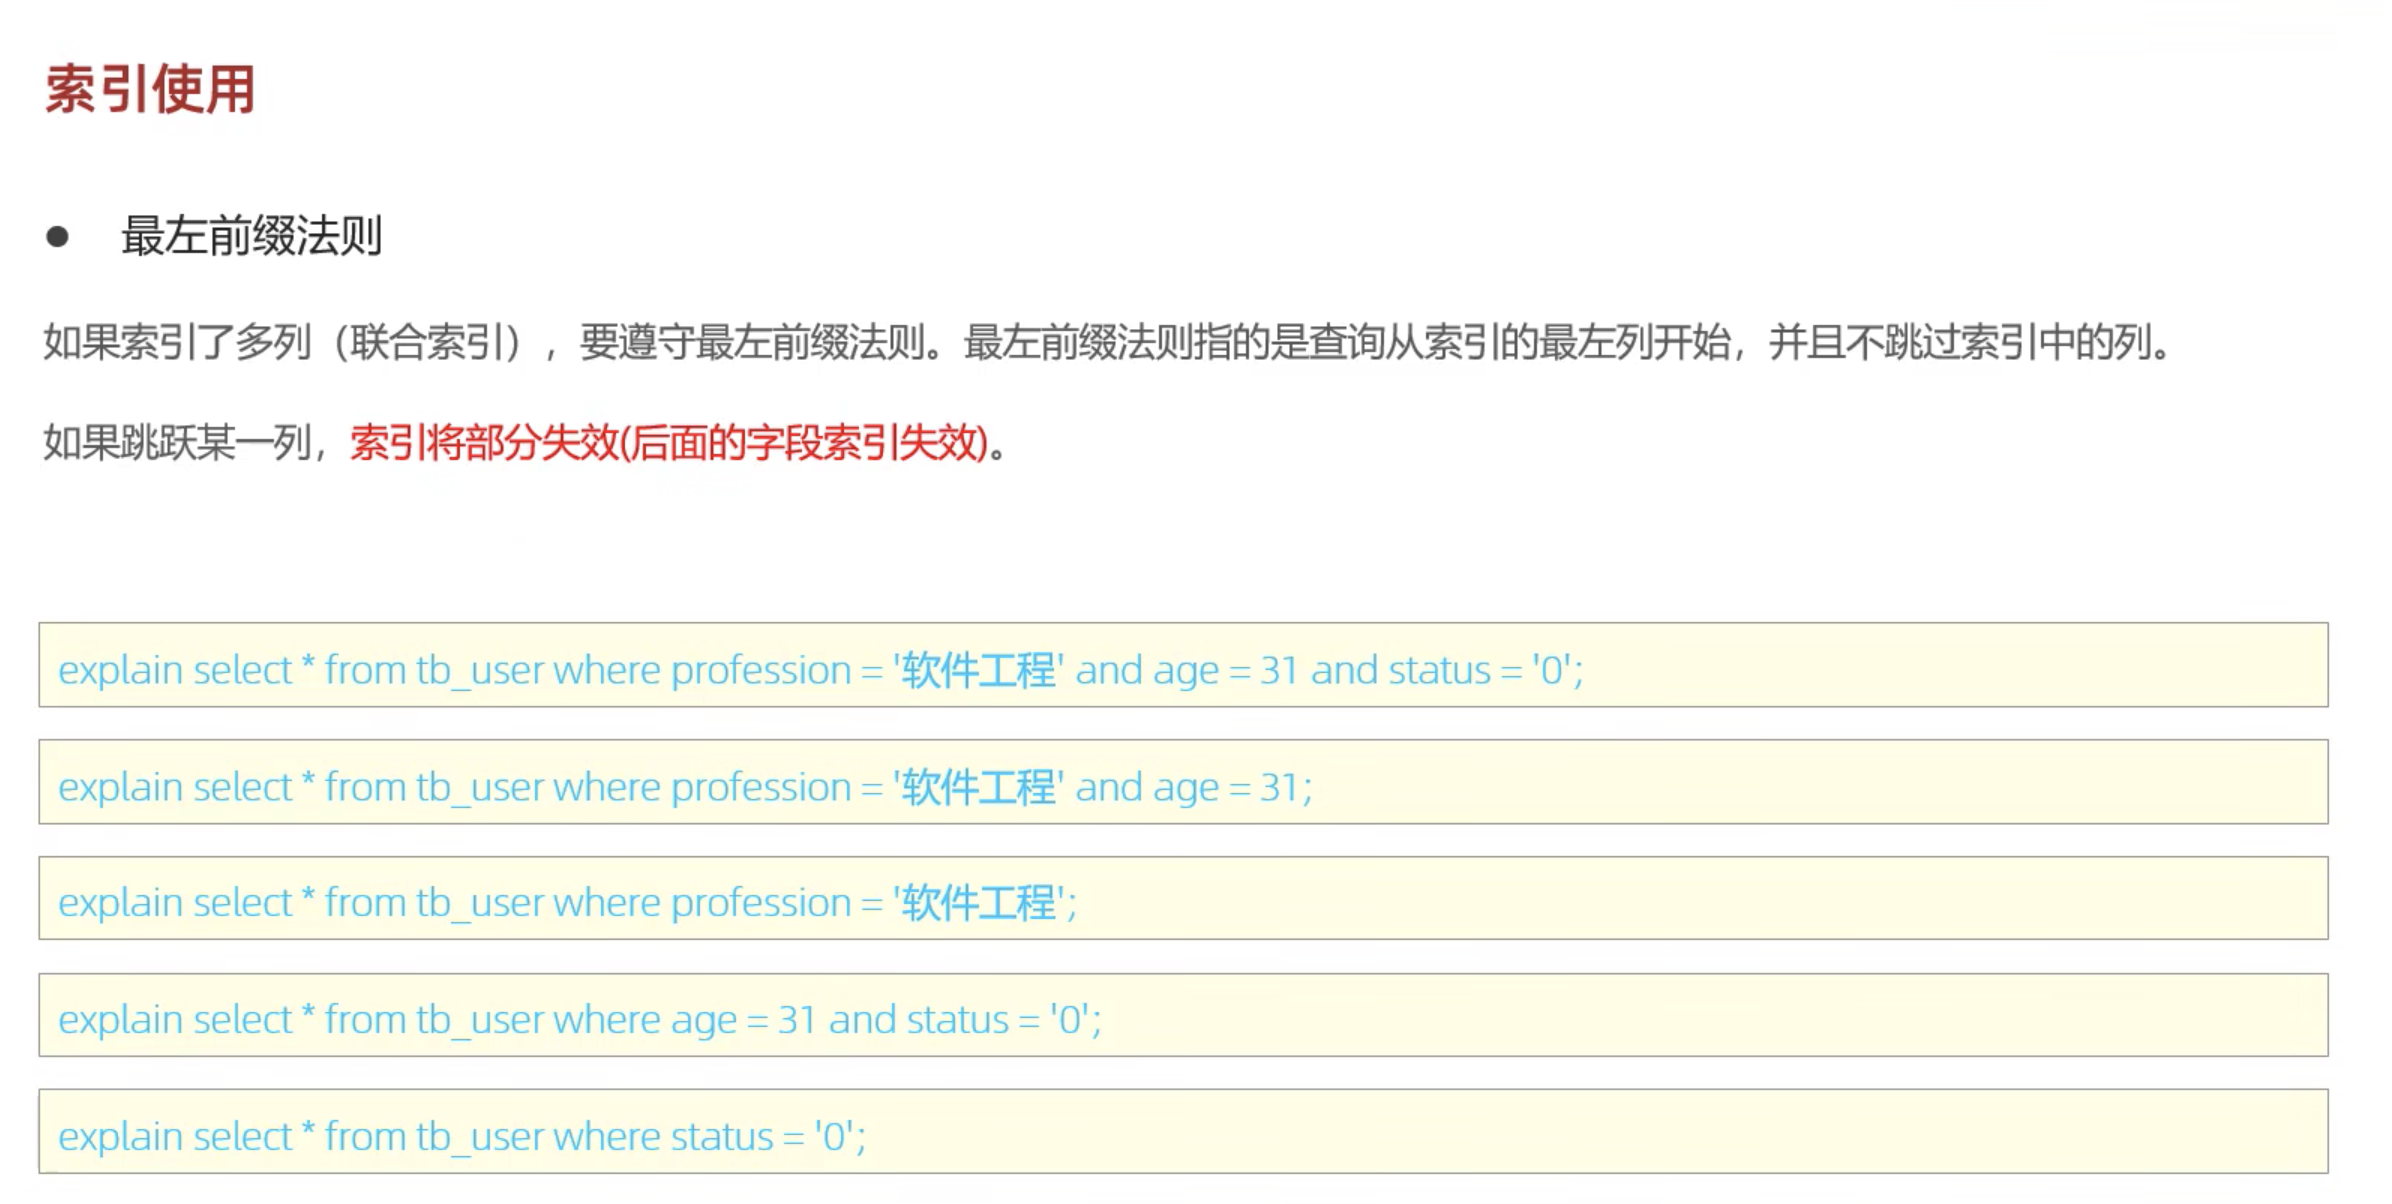 索引使用
● 最左前缀法则
如果索引了多列（联合索引），要遵守最左前缀法则。最左前缀法则指的是查询从索引的最左列开始，并且不跳过索引中的列。
如果跳跃某一列，索引将部分失效(后面的字段索引失效)。
explain select * from tb_user where profession = '软件工程' and age = 31 and status = '0';
explain select * from tb_user where profession = '软件工程' and age = 31;
explain select * from tb_user where profession = '软件工程';
explain select * from tb_user where age = 31 and status = '0';
explain select * from tb_user where status = '0';